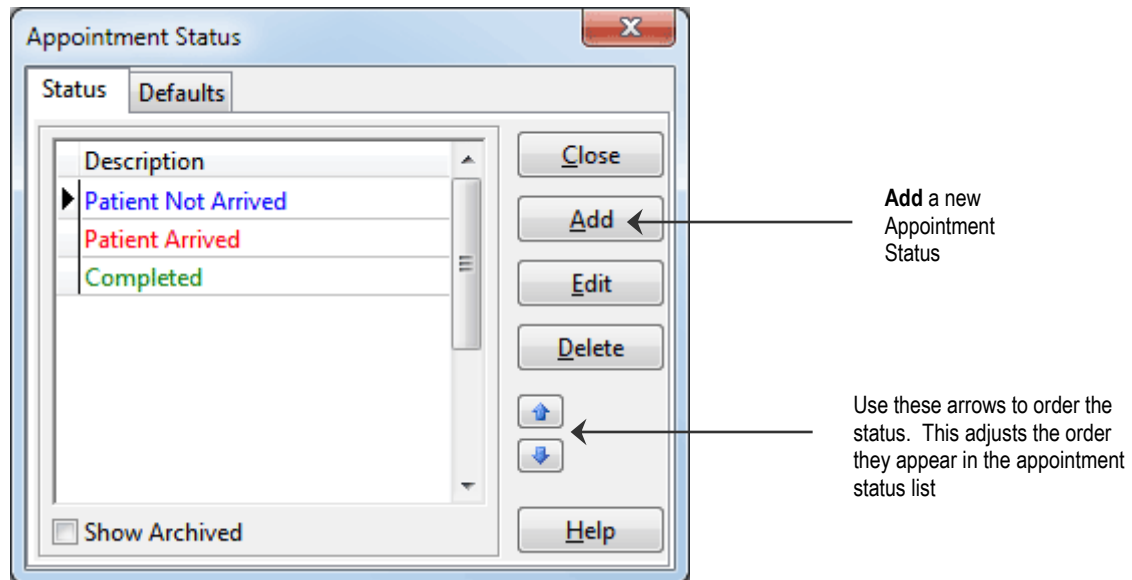 Appointment Status
Status
Defaults
Description
Patient Not Arrived
Patient Arrived
Completed
Show Archived
Close
Add
Edit
Delete
Help
Add a new
Appointment
Status
Use these arrows to order the
status.  This adjusts the order
they appear in the appointment
status list